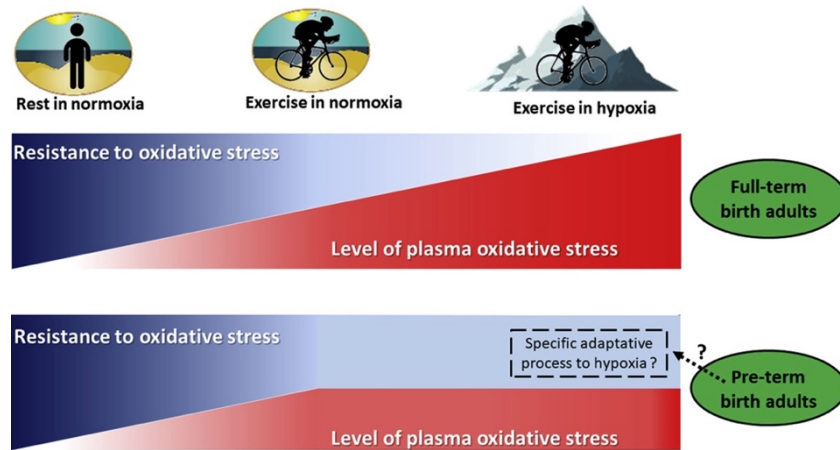 Rest in normoxia
Exercise in normoxia
Exercise in hypoxia
Resistance to oxidative stress
Level of plasma oxidative stress
Full-term
birth adults
Resistance to oxidative stress
Specific adaptative
process to hypoxia ?
?
Pre-term
birth adults
Level of plasma oxidative stress